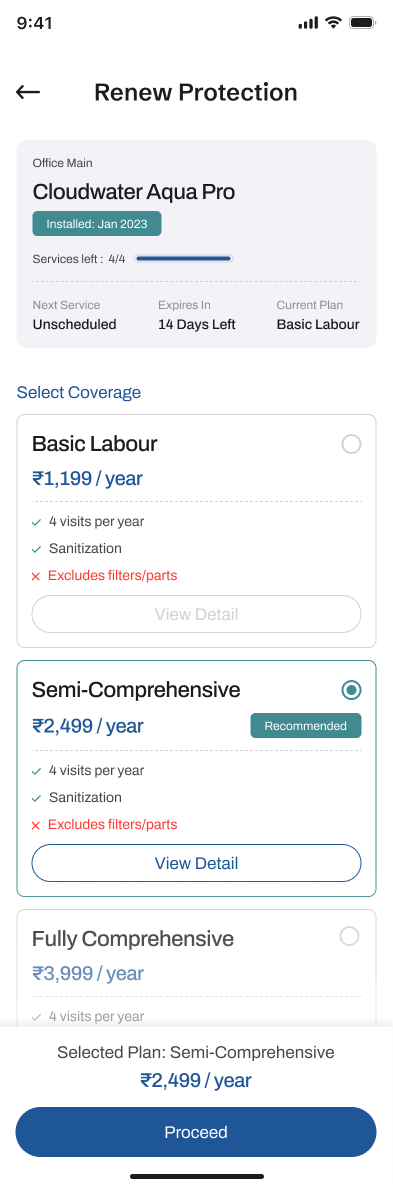 9:41
Renew Protection
Office Main
Cloudwater Aqua Pro
Installed: Jan 2023
Services left : 4/4
Next Service Expires In Current Plan
Unscheduled 14 Days Left Basic Labour
Select Coverage
Basic Labour
₹1,199 / year
4 visits per year
Sanitization
Excludes filters/parts
View Detail
Semi-Comprehensive
₹2,499 / year Recommended
4 visits per year
Sanitization
Excludes filters/parts
View Detail
Fully Comprehensive
₹3,999 / year
4 visits per year
Selected Plan: Semi-Comprehensive
₹2,499 / year
Proceed